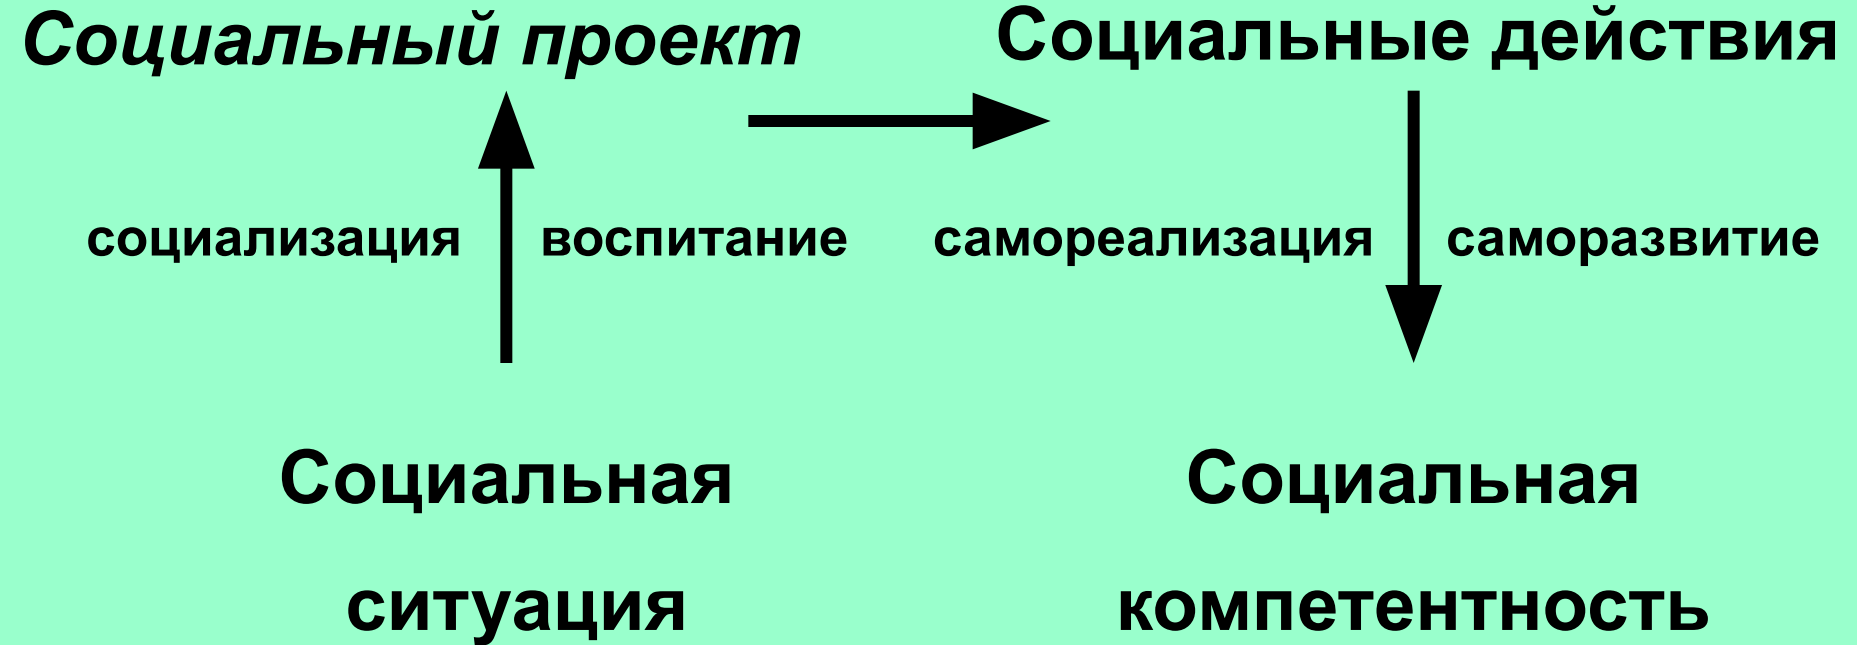 Социальный проект
Социальные действия
социализация
воспитание
самореализация
саморазвитие
Социальная
ситуация
Социальная
компетентность